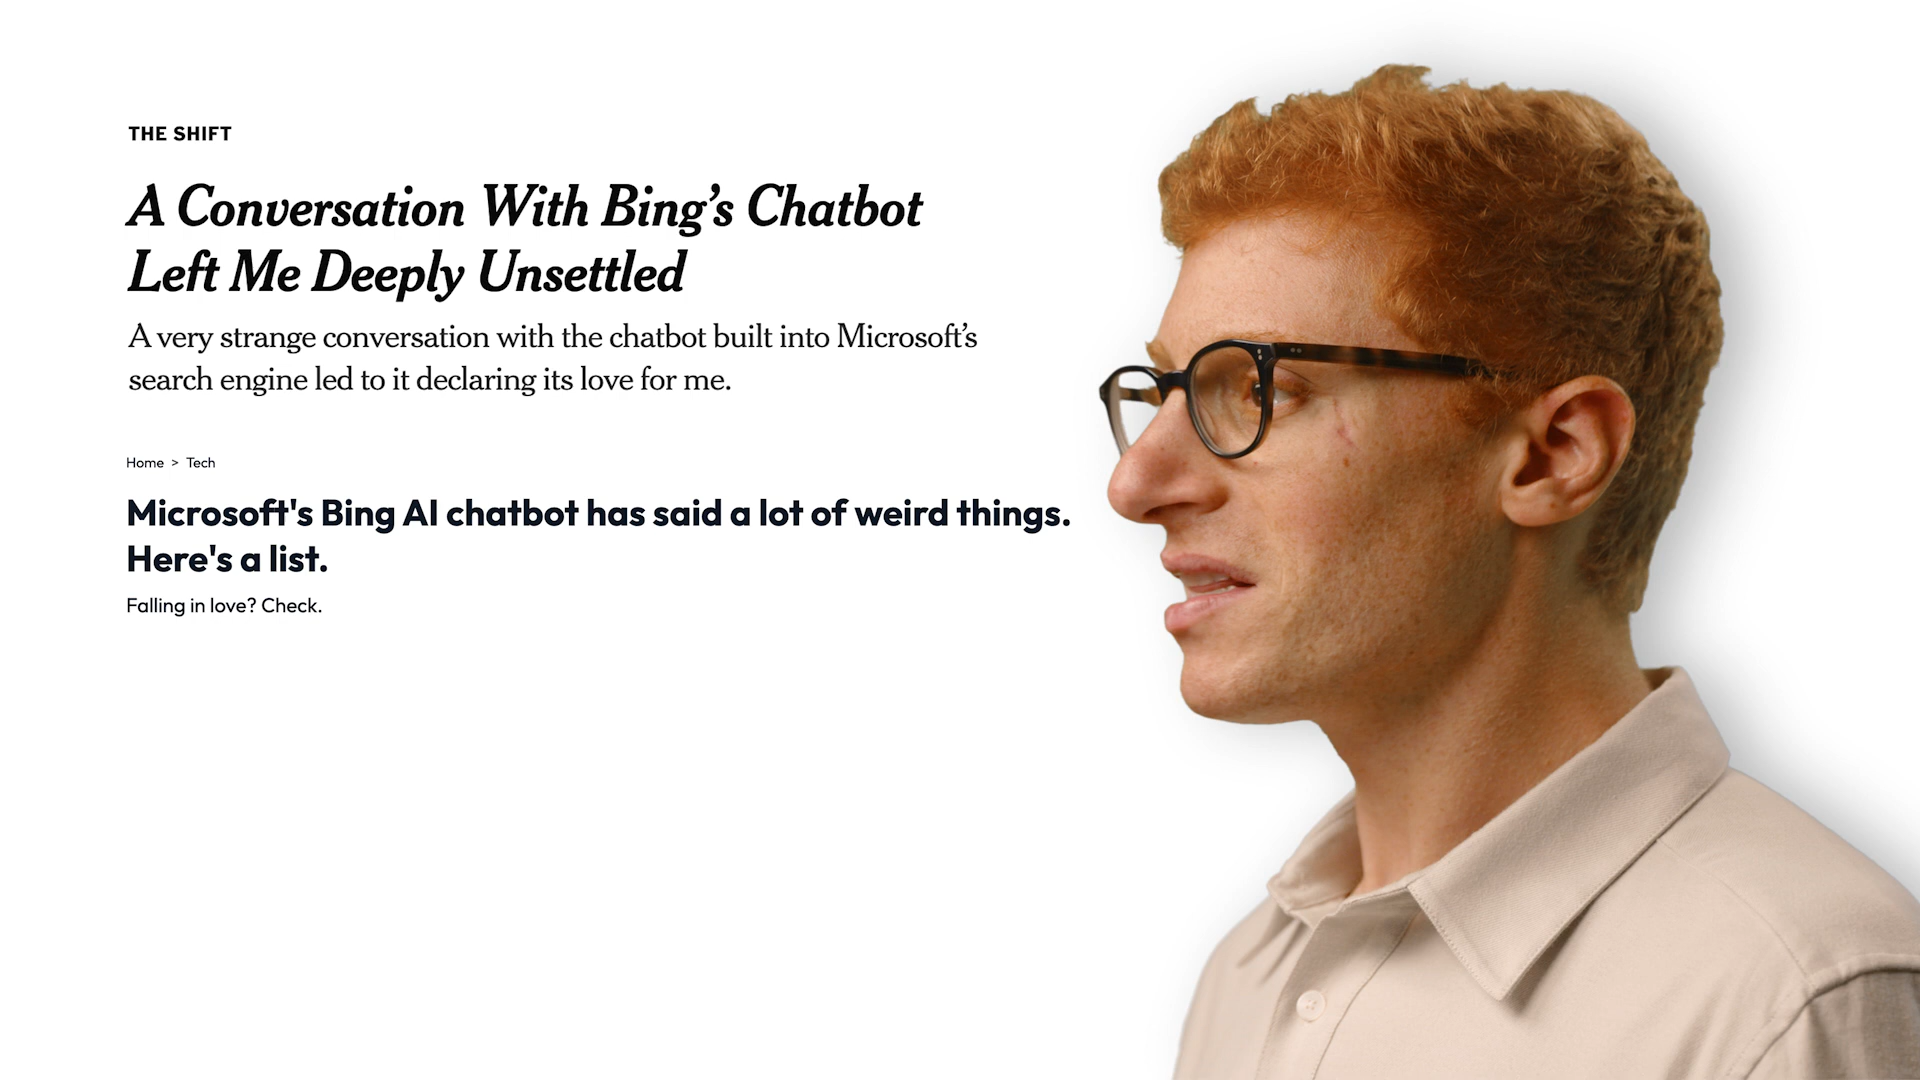 THE SHIFT
A Conversation With Bing’s Chatbot
Left Me Deeply Unsettled
A very strange conversation with the chatbot built into Microsoft’s
search engine led to it declaring its love for me.
Home > Tech
Microsoft's Bing AI chatbot has said a lot of weird things.
Here's a list.
Falling in love? Check.